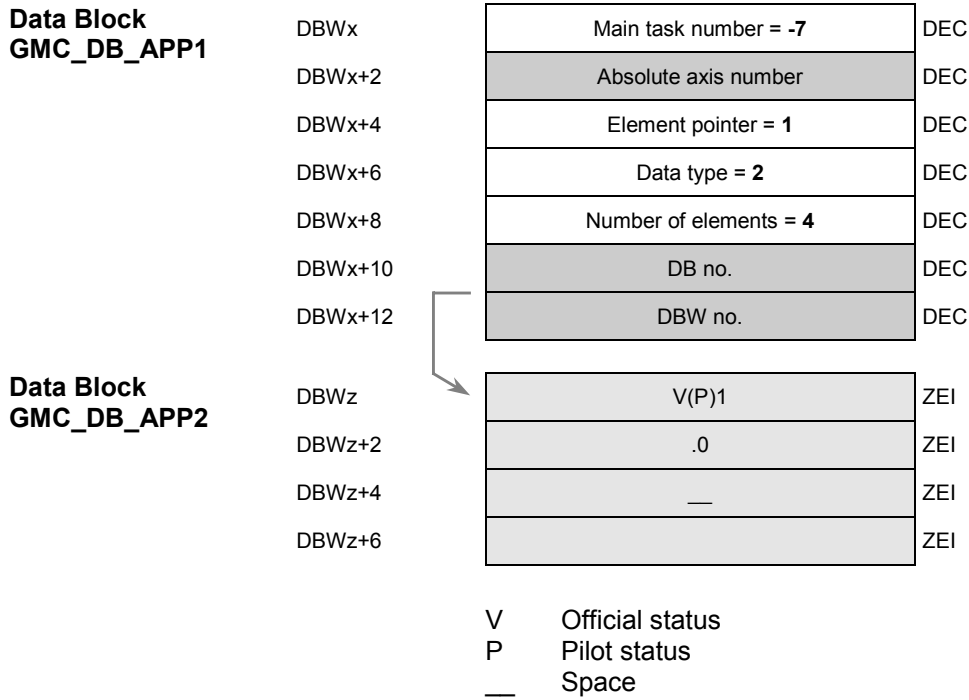 Data Block
GMC_DB_APP1
DBWx Main task number = -7 DEC
DBWx+2 Absolute axis number DEC
DBWx+4 Element pointer = 1 DEC
DBWx+6 Data type = 2 DEC
DBWx+8 Number of elements = 4 DEC
DBWx+10 DB no. DEC
DBWx+12 DBW no. DEC
Data Block
GMC_DB_APP2
DBWz V(P)1 ZEI
DBWz+2 .0 ZEI
DBWz+4 __ ZEI
DBWz+6 ZEI
V Official status
P Pilot status
__ Space